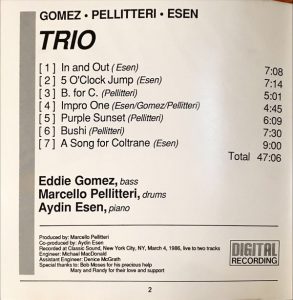 GOMEZ • PELLITTERI • ESEN
TRIO
[ 1 ] In and Out (Esen) 7:08
[ 2 ] 5 O'Clock Jump (Esen) 7:14
[ 3 ] B. for C. (Pellitteri) 5:01
[ 4 ] Impro One (Esen/Gomez/Pellitteri) 4:45
[ 5 ] Purple Sunset (Pellitteri) 6:09
[ 6 ] Bushi (Pellitteri) 7:30
[ 7 ] A Song for Coltrane (Esen) 9:00
Total 47:06
Eddie Gomez, bass
Marcello Pellitteri, drums
Aydin Esen, piano
Produced by: Marcello Pellitteri
Co-produced by: Aydin Esen
Recorded at Classic Sound, New York City, NY, March 4, 1986, live to two tracks
Engineer: Michael MacDonald
Assistant Engineer: Denice McGrath
Special thanks to: Bob Moses for his precious help
Mary and Randy for their love and support
DIGITAL
RECORDING
2